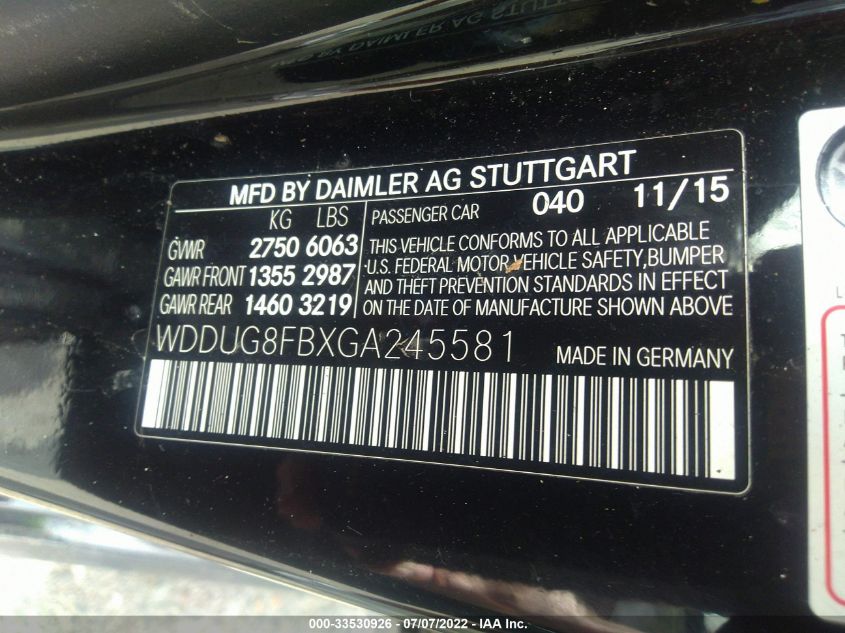 MFD BY DAIMLER AG STUTTGART
KG LBS PASSENGER CAR 040 11/15
GVWR 2750 6063
GAWR FRONT 1355 2987
GAWR REAR 1460 3219
THIS VEHICLE CONFORMS TO ALL APPLICABLE
U.S. FEDERAL MOTOR VEHICLE SAFETY,BUMPER
AND THEFT PREVENTION STANDARDS IN EFFECT
ON THE DATE OF MANUFACTURE SHOWN ABOVE
WDDUG8FBXGA245581 MADE IN GERMANY
000-33530926 - 07/07/2022 - IAA Inc.